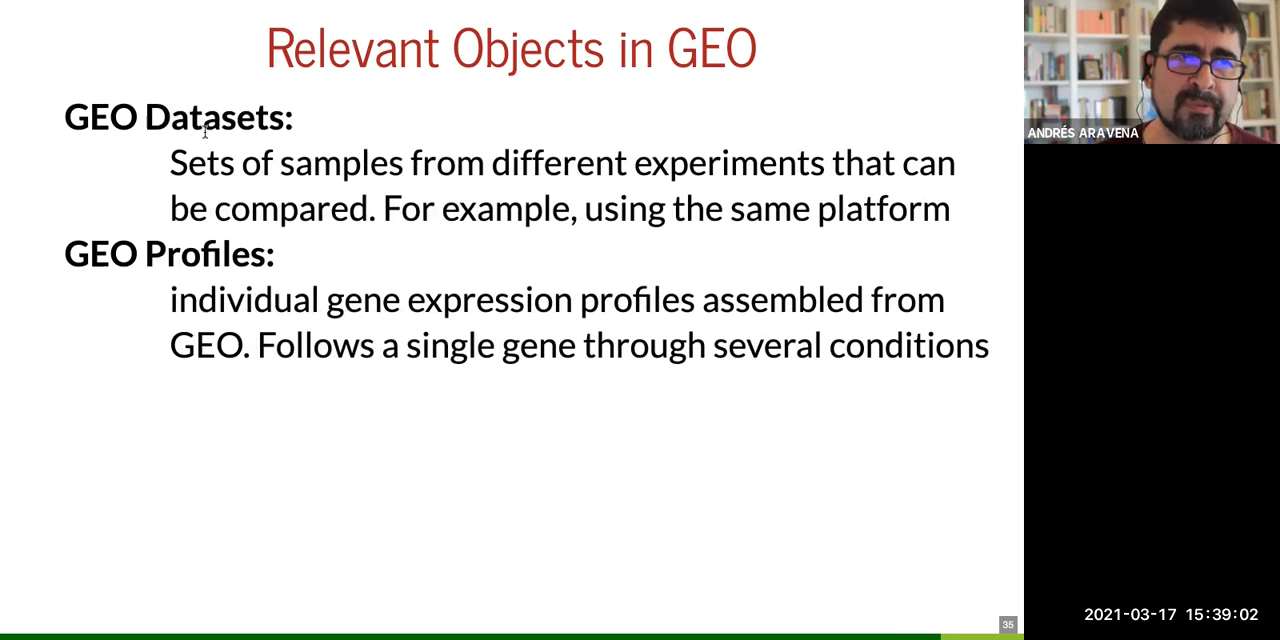 Relevant Objects in GEO
GEO Datasets:
Sets of samples from different experiments that can
be compared. For example, using the same platform
GEO Profiles:
individual gene expression profiles assembled from
GEO. Follows a single gene through several conditions
35
ANDRÉS ARAVENA
2021-03-17 15:39:02